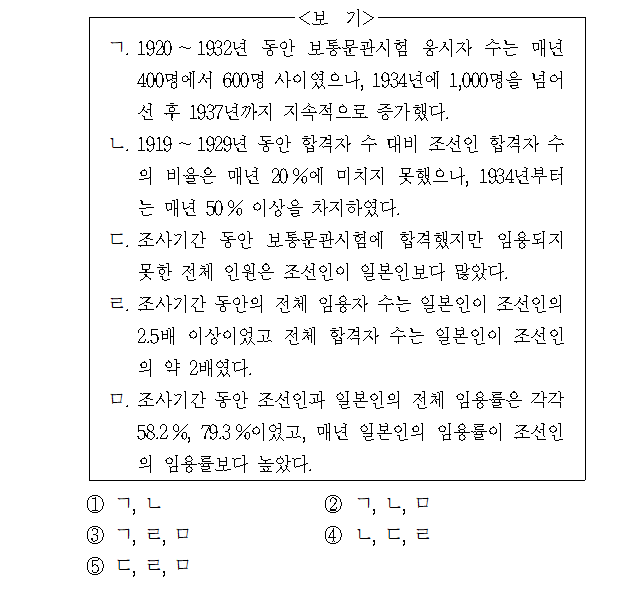 <보 기>
ㄱ. 1920 ~ 1932년 동안 보통문관시험 응시자 수는 매년
400명에서 600명 사이였으나, 1934년에 1,000명을 넘어
선 후 1937년까지 지속적으로 증가했다.
ㄴ. 1919 ~ 1929년 동안 합격자 수 대비 조선인 합격자 수
의 비율은 매년 20 %에 미치지 못했으나, 1934년부터
는 매년 50 % 이상을 차지하였다.
ㄷ. 조사기간 동안 보통문관시험에 합격했지만 임용되지
못한 전체 인원은 조선인이 일본인보다 많았다.
ㄹ. 조사기간 동안의 전체 임용자 수는 일본인이 조선인의
2.5배 이상이었고 전체 합격자 수는 일본인이 조선인
의 약 2배였다.
ㅁ. 조사기간 동안 조선인과 일본인의 전체 임용률은 각각
58.2 %, 79.3 %이었고, 매년 일본인의 임용률이 조선인
의 임용률보다 높았다.
① ㄱ, ㄴ ② ㄱ, ㄴ, ㅁ
③ ㄱ, ㄹ, ㅁ ④ ㄴ, ㄷ, ㄹ
⑤ ㄷ, ㄹ, ㅁ